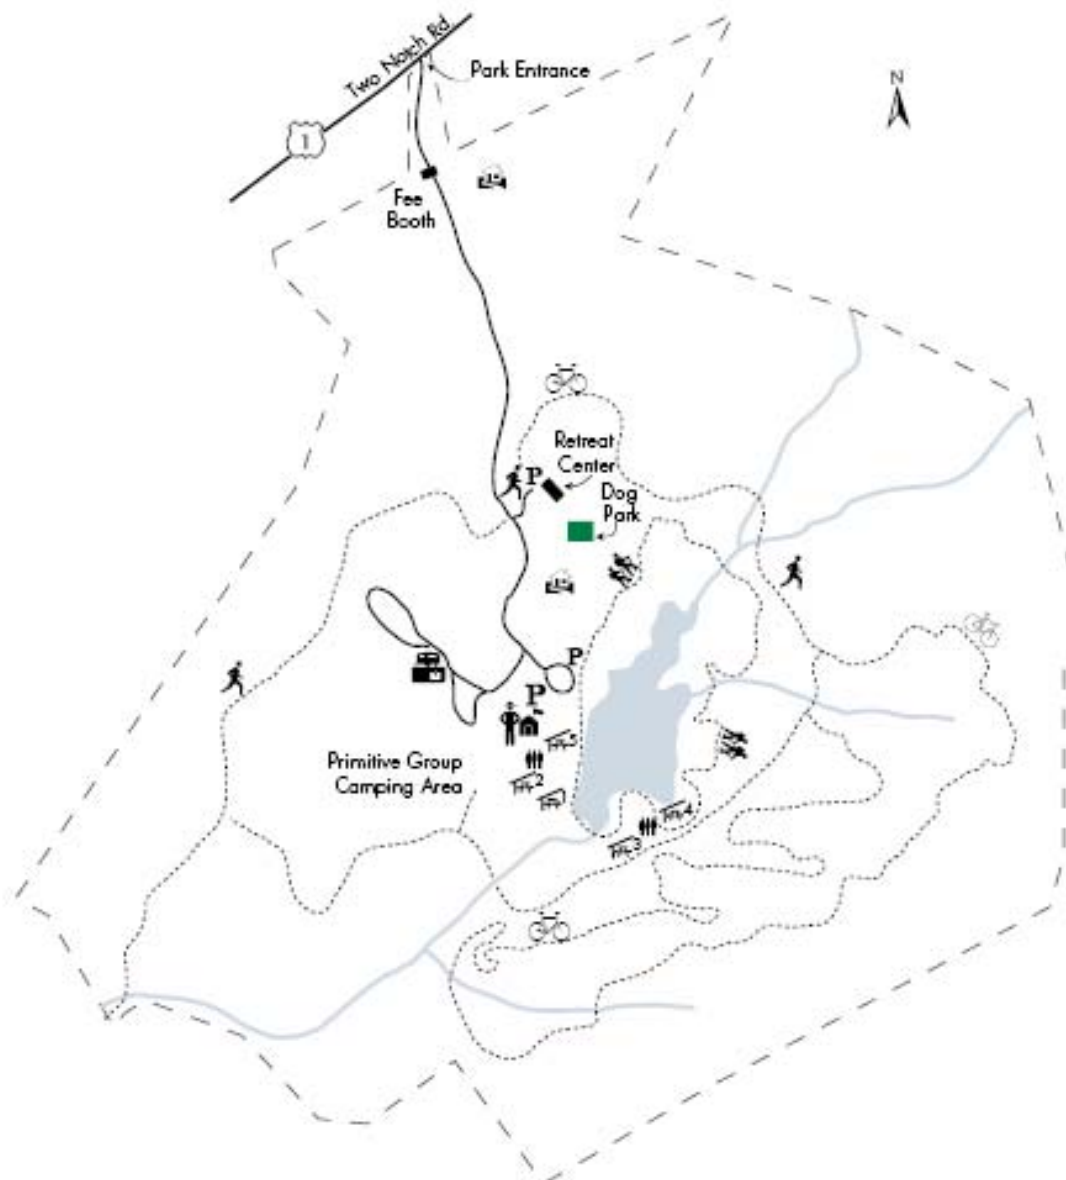 Two Notch Rd.
Park Entrance
N
1
Fee
Booth
Retreat
Center
P
Dog
Park
P
P
5
Primitive Group
Camping Area
2
1
4
3